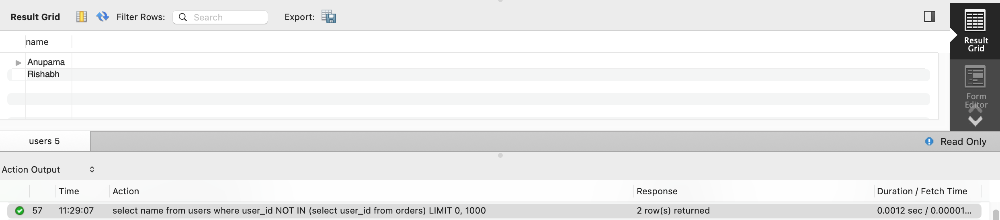 Result Grid Filter Rows: Search Export:
Result
Grid
name
Anupama
Rishabh
Form
Editor
users 5 Read Only
Action Output
Time Action Response Duration / Fetch Time
57 11:29:07 select name from users where user_id NOT IN (select user_id from orders) LIMIT 0, 1000 2 row(s) returned 0.0012 sec / 0.00001...